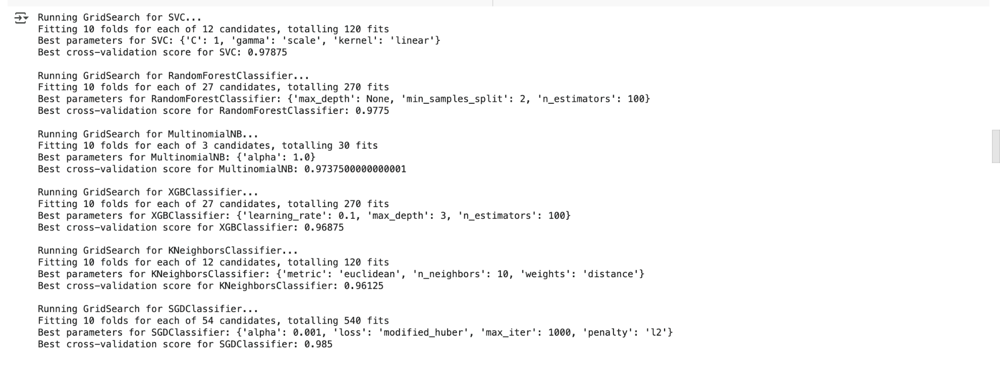 Running GridSearch for SVC...
Fitting 10 folds for each of 12 candidates, totalling 120 fits
Best parameters for SVC: {'C': 1, 'gamma': 'scale', 'kernel': 'linear'}
Best cross-validation score for SVC: 0.97875
Running GridSearch for RandomForestClassifier...
Fitting 10 folds for each of 27 candidates, totalling 270 fits
Best parameters for RandomForestClassifier: {'max_depth': None, 'min_samples_split': 2, 'n_estimators': 100}
Best cross-validation score for RandomForestClassifier: 0.9775
Running GridSearch for MultinomialNB...
Fitting 10 folds for each of 3 candidates, totalling 30 fits
Best parameters for MultinomialNB: {'alpha': 1.0}
Best cross-validation score for MultinomialNB: 0.9737500000000001
Running GridSearch for XGBClassifier...
Fitting 10 folds for each of 27 candidates, totalling 270 fits
Best parameters for XGBClassifier: {'learning_rate': 0.1, 'max_depth': 3, 'n_estimators': 100}
Best cross-validation score for XGBClassifier: 0.96875
Running GridSearch for KNeighborsClassifier...
Fitting 10 folds for each of 12 candidates, totalling 120 fits
Best parameters for KNeighborsClassifier: {'metric': 'euclidean', 'n_neighbors': 10, 'weights': 'distance'}
Best cross-validation score for KNeighborsClassifier: 0.96125
Running GridSearch for SGDClassifier...
Fitting 10 folds for each of 54 candidates, totalling 540 fits
Best parameters for SGDClassifier: {'alpha': 0.001, 'loss': 'modified_huber', 'max_iter': 1000, 'penalty': 'l2'}
Best cross-validation score for SGDClassifier: 0.985